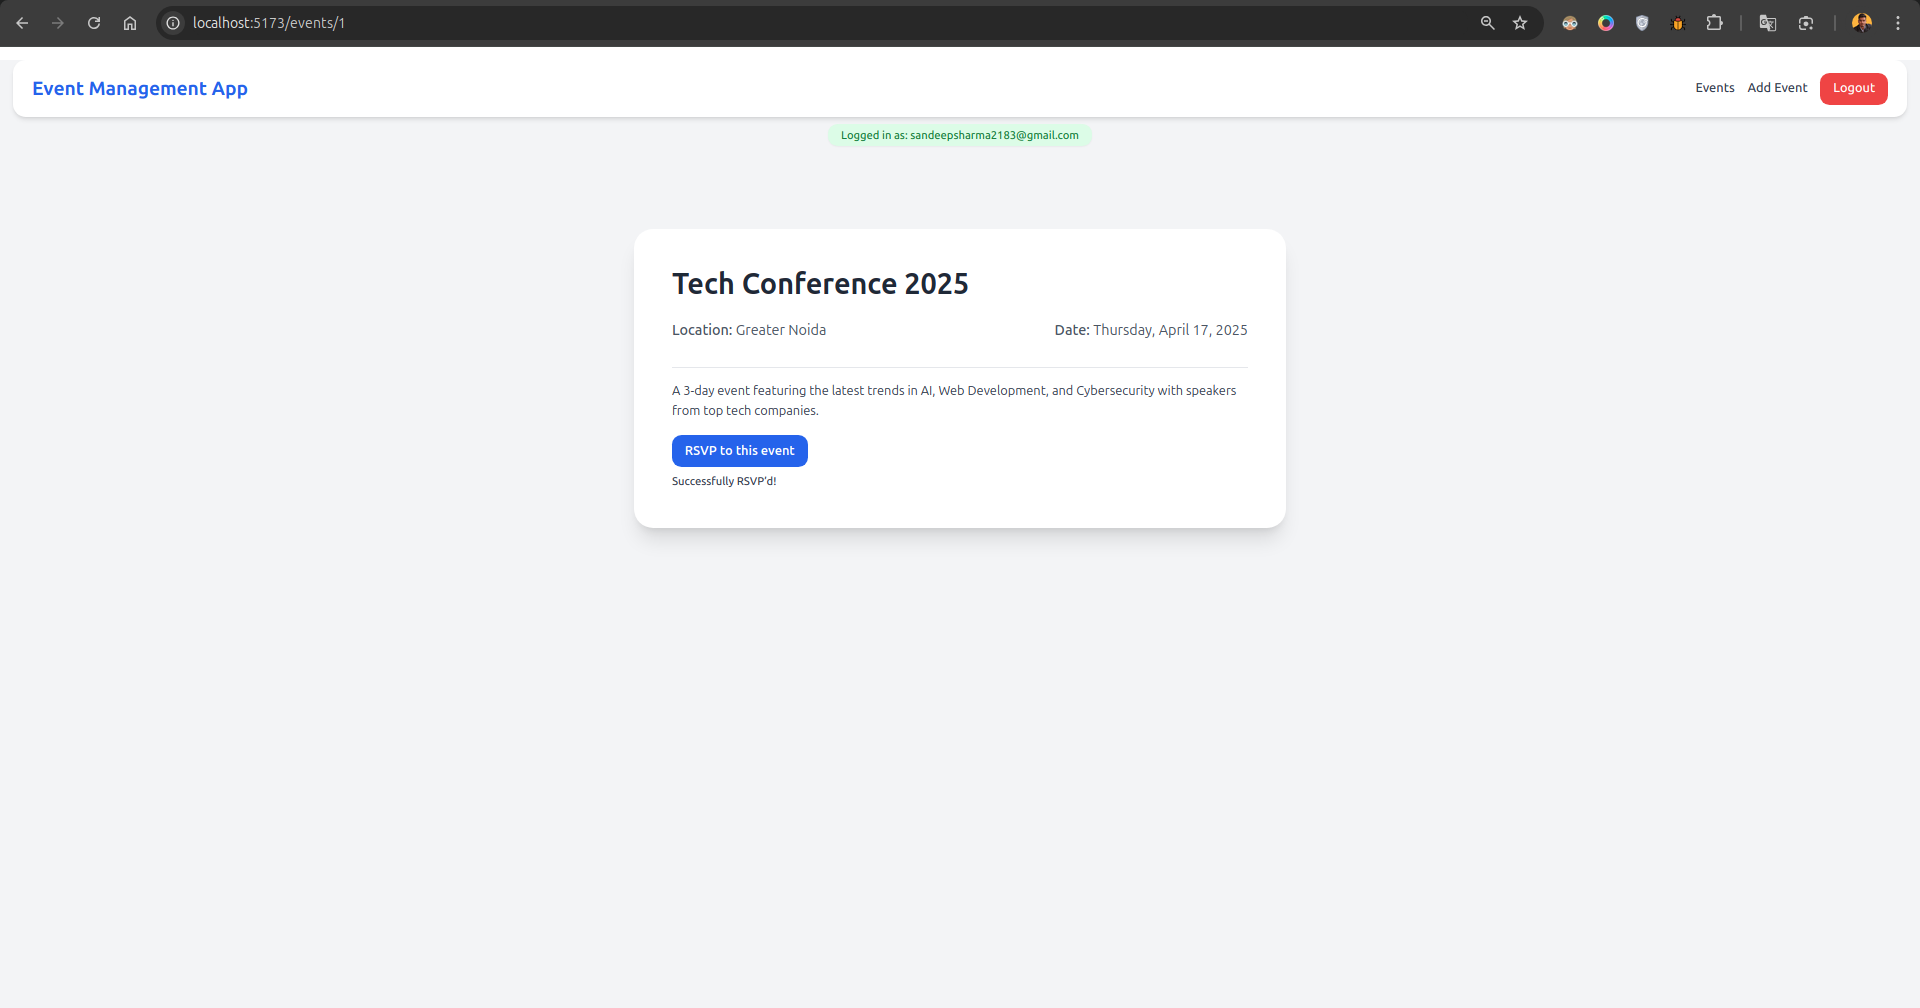 localhost:5173/events/1
Event Management App
Events
Add Event
Logout
Logged in as: sandeepsharma2183@gmail.com
Tech Conference 2025
Location: Greater Noida
Date: Thursday, April 17, 2025
A 3-day event featuring the latest trends in AI, Web Development, and Cybersecurity with speakers
from top tech companies.
RSVP to this event
Successfully RSVP'd!